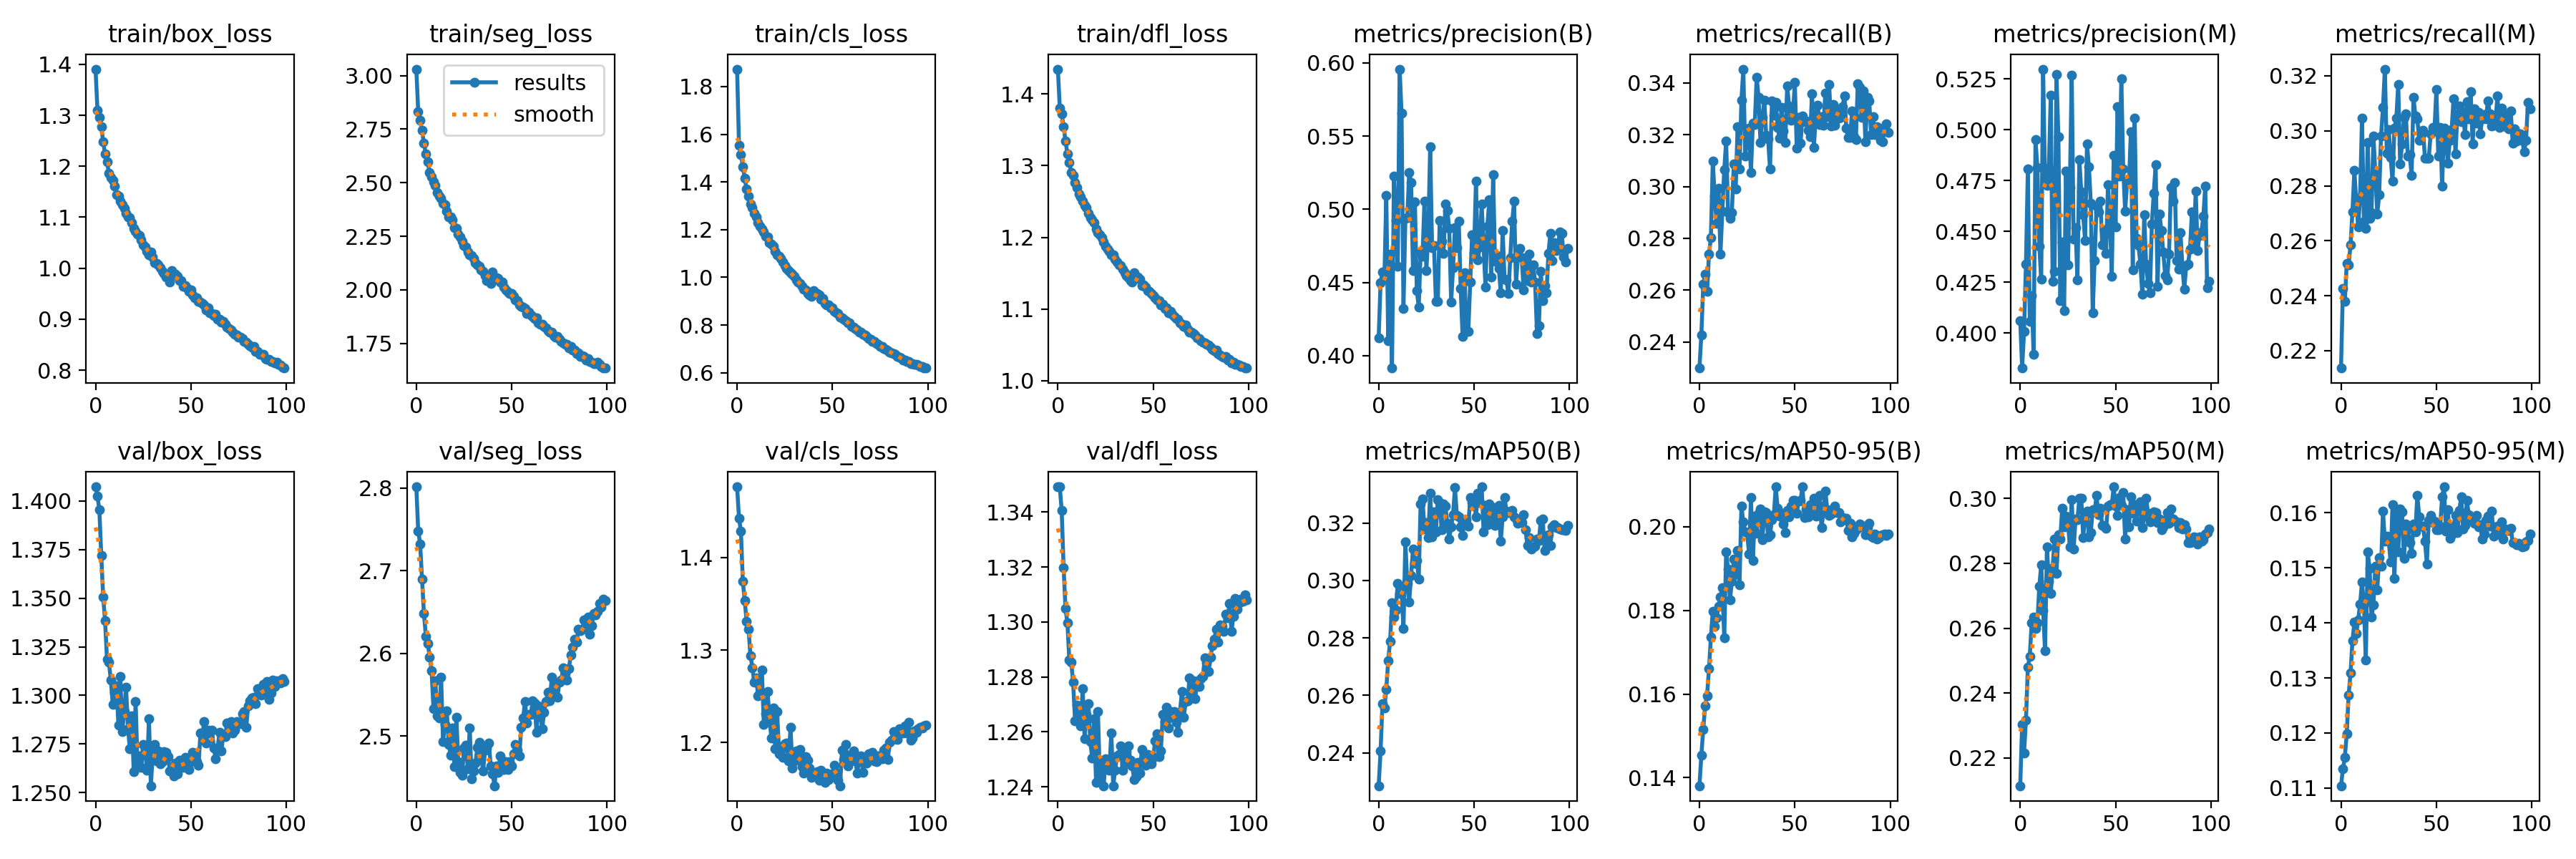 train/box_loss
1.4
1.3
1.2
1.1
1.0
0.9
0.8
0 50 100
train/seg_loss
3.00
2.75
2.50
2.25
2.00
1.75
results
smooth
0 50 100
train/cls_loss
1.8
1.6
1.4
1.2
1.0
0.8
0.6
0 50 100
train/dfl_loss
1.4
1.3
1.2
1.1
1.0
0 50 100
metrics/precision(B)
0.60
0.55
0.50
0.45
0.40
0 50 100
metrics/recall(B)
0.34
0.32
0.30
0.28
0.26
0.24
0 50 100
metrics/precision(M)
0.525
0.500
0.475
0.450
0.425
0.400
0 50 100
metrics/recall(M)
0.32
0.30
0.28
0.26
0.24
0.22
0 50 100
val/box_loss
1.400
1.375
1.350
1.325
1.300
1.275
1.250
0 50 100
val/seg_loss
2.8
2.7
2.6
2.5
0 50 100
val/cls_loss
1.4
1.3
1.2
0 50 100
val/dfl_loss
1.34
1.32
1.30
1.28
1.26
1.24
0 50 100
metrics/mAP50(B)
0.32
0.30
0.28
0.26
0.24
0 50 100
metrics/mAP50-95(B)
0.20
0.18
0.16
0.14
0 50 100
metrics/mAP50(M)
0.30
0.28
0.26
0.24
0.22
0 50 100
metrics/mAP50-95(M)
0.16
0.15
0.14
0.13
0.12
0.11
0 50 100